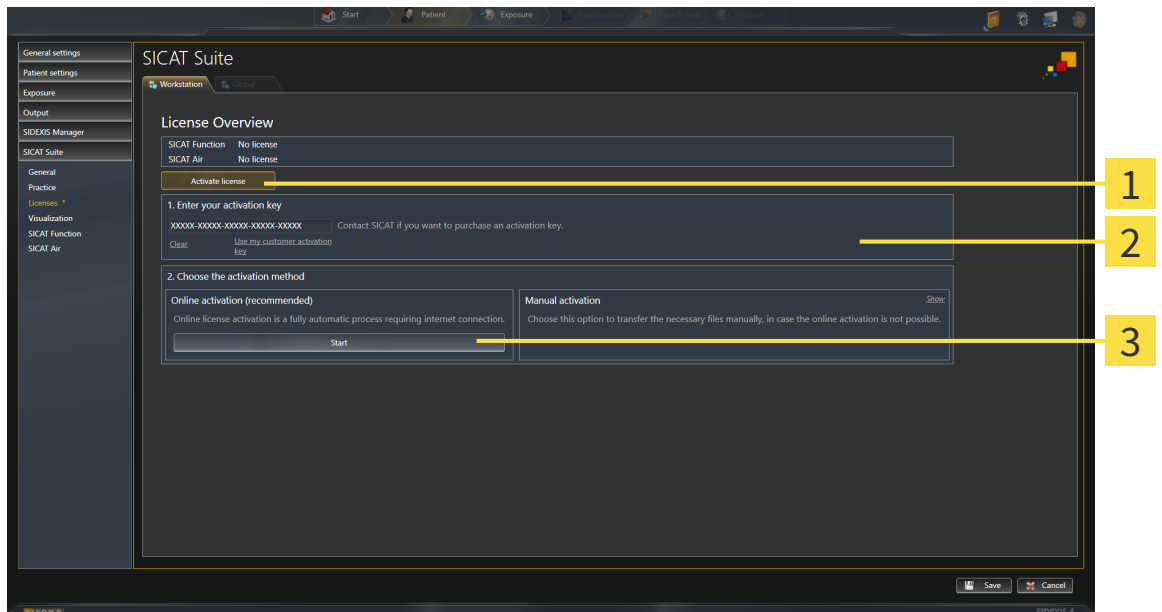 Start
Patient
Exposure
General settings
Patient settings
Exposure
Output
SIDEXIS Manager
SICAT Suite
General
Practice
Licenses *
Visualization
SICAT Function
SICAT Air
SICAT Suite
Workstation
Global
License Overview
SICAT Function No license
SICAT Air No license
Activate license
1. Enter your activation key
XXXXX-XXXXX-XXXXX-XXXXX-XXXXX Contact SICAT if you want to purchase an activation key.
Clear
Use my customer activation
key
2. Choose the activation method
Online activation (recommended)
Online license activation is a fully automatic process requiring internet connection.
Start
Manual activation
Show
Choose this option to transfer the necessary files manually, in case the online activation is not possible.
1
2
3
Save
Cancel